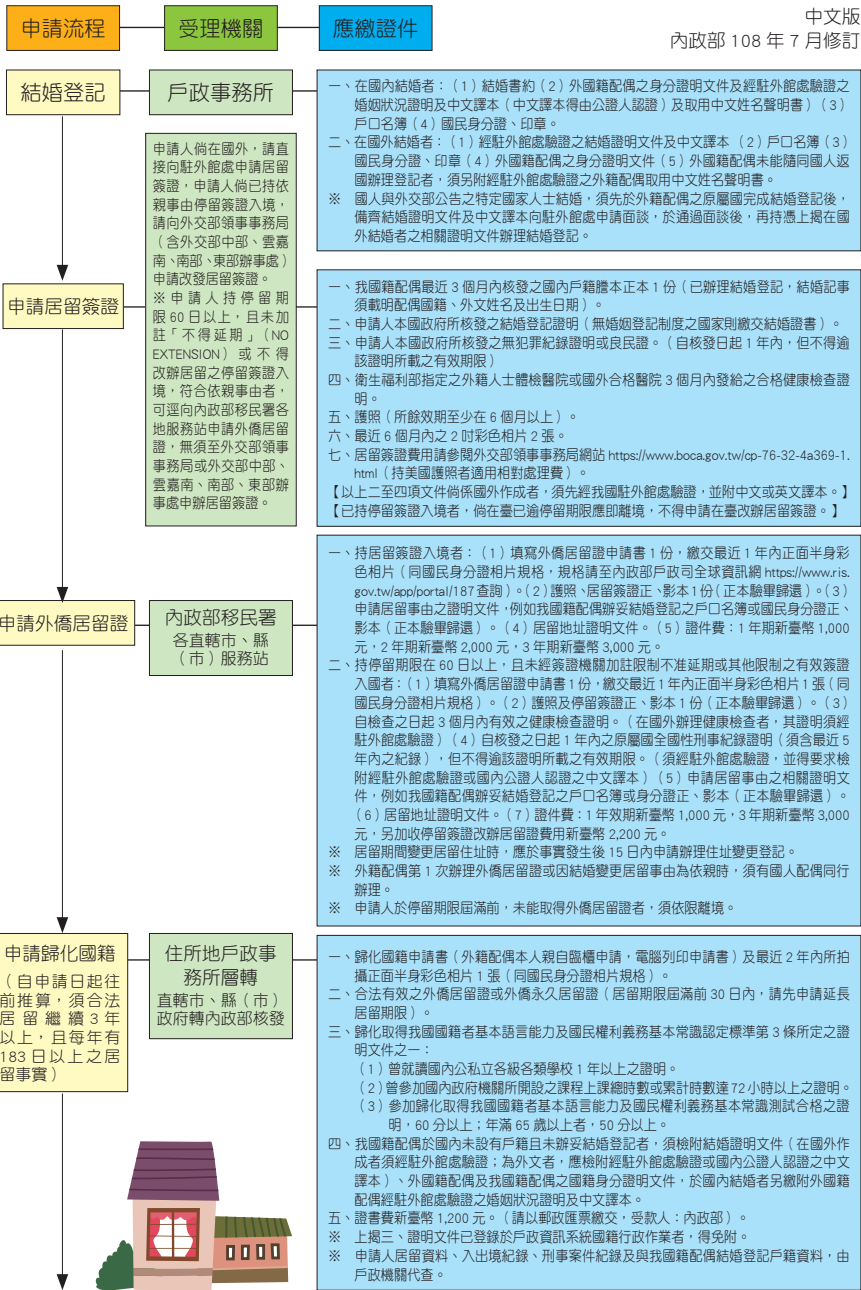 申請流程
受理機關
應繳證件
中文版
內政部 108 年 7 月修訂
結婚登記
戶政事務所
一、在國內結婚者:(1)結婚書約(2)外國籍配偶之身分證明文件及經駐外館處驗證之
婚姻狀況證明及中文譯本(中文譯本得由公證人認證)及取用中文姓名聲明書)(3)
戶口名簿(4)國民身分證、印章。
二、在國外結婚者:(1)經駐外館處驗證之結婚證明文件及中文譯本 (2)戶口名簿(3)
國民身分證、印章(4)外國籍配偶之身分證明文件(5)外國籍配偶未能隨同國人返
國辦理登記者,須另附經駐外館處驗證之外籍配偶取用中文姓名聲明書。
※ 國人與外交部公告之特定國家人士結婚,須先於外籍配偶之原屬國完成結婚登記後,
備齊結婚證明文件及中文譯本向駐外館處申請面談,於通過面談後,再持憑上揭在國
外結婚者之相關證明文件辦理結婚登記。
申請人倘在國外,請直
接向駐外館處申請居留
簽證,申請人倘已持依
親事由停留簽證入境,
請向外交部領事事務局
(含外交部中部、雲嘉
南、南部、東部辦事處)
申請改發居留簽證。
※申請人持停留期
限 60 日以上,且未加
註「不得延期」(NO
EXTENSION)或不得
改辦居留之停留簽證入
境,符合依親事由者,
可逕向內政部移民署各
地服務站申請外僑居留
證,無須至外交部領事
事務局或外交部中部、
雲嘉南、南部、東部辦
事處申辦居留簽證。
申請居留簽證
一、我國籍配偶最近 3 個月內核發之國內戶籍謄本正本 1 份(已辦理結婚登記,結婚記事
須載明配偶國籍、外文姓名及出生日期)。
二、申請人本國政府所核發之結婚登記證明(無婚姻登記制度之國家則繳交結婚證書)。
三、申請人本國政府所核發之無犯罪紀錄證明或良民證。(自核發日起 1 年內,但不得逾
該證明所載之有效期限)
四、衛生福利部指定之外籍人士體檢醫院或國外合格醫院 3 個月內發給之合格健康檢查證
明。
五、護照(所餘效期至少在 6 個月以上)。
六、最近 6 個月內之 2 吋彩色相片 2 張。
七、居留簽證費用請參閱外交部領事事務局網站 https://www.boca.gov.tw/cp-76-32-4a369-1.
html(持美國護照者適用相對處理費)。
【以上二至四項文件倘係國外作成者,須先經我國駐外館處驗證,並附中文或英文譯本。】
【已持停留簽證入境者,倘在臺已逾停留期限應即離境,不得申請在臺改辦居留簽證。】
申請外僑居留證
內政部移民署
各直轄市、縣
(市)服務站
一、持居留簽證入境者:(1)填寫外僑居留證申請書 1 份,繳交最近 1 年內正面半身彩
色相片(同國民身分證相片規格,規格請至內政部戶政司全球資訊網 https://www.ris.
gov.tw/app/portal/187 查詢)。(2)護照、居留簽證正、影本 1 份(正本驗畢歸還)。(3)
申請居留事由之證明文件,例如我國籍配偶辦妥結婚登記之戶口名簿或國民身分證正、
影本(正本驗畢歸還)。(4)居留地址證明文件。(5)證件費:1 年期新臺幣 1,000
元,2 年期新臺幣 2,000 元,3 年期新臺幣 3,000 元。
二、持停留期限在 60 日以上,且未經簽證機關加註限制不准延期或其他限制之有效簽證
入國者:(1)填寫外僑居留證申請書 1 份,繳交最近 1 年內正面半身彩色相片 1 張(同
國民身分證相片規格)。(2)護照及停留簽證正、影本 1 份(正本驗畢歸還)。(3)
自檢查之日起 3 個月內有效之健康檢查證明。(在國外辦理健康檢查者,其證明須經
駐外館處驗證)(4)自核發之日起 1 年內之原屬國全國性刑事紀錄證明(須含最近 5
年內之紀錄),但不得逾該證明所載之有效期限。(須經駐外館處驗證,並得要求檢
附經駐外館處驗證或國內公證人認證之中文譯本)(5)申請居留事由之相關證明文
件,例如我國籍配偶辦妥結婚登記之戶口名簿或身分證正、影本(正本驗畢歸還)。
(6)居留地址證明文件。(7)證件費:1 年效期新臺幣 1,000 元,3 年期新臺幣 3,000
元,另加收停留簽證改辦居留證費用新臺幣 2,200 元。
※ 居留期間變更居留住址時,應於事實發生後 15 日內申請辦理住址變更登記。
※ 外籍配偶第 1 次辦理外僑居留證或因結婚變更居留事由為依親時,須有國人配偶同行
辦理。
※ 申請人於停留期限屆滿前,未能取得外僑居留證者,須依限離境。
申請歸化國籍
(自申請日起往
前推算,須合法
居留繼續 3 年
以上,且每年有
183 日以上之居
留事實)
住所地戶政事
務所層轉
直轄市、縣(市)
政府轉內政部核發
一、歸化國籍申請書(外籍配偶本人親自臨櫃申請,電腦列印申請書)及最近 2 年內所拍
攝正面半身彩色相片 1 張(同國民身分證相片規格)。
二、合法有效之外僑居留證或外僑永久居留證(居留期限屆滿前 30 日內,請先申請延長
居留期限)。
三、歸化取得我國國籍者基本語言能力及國民權利義務基本常識認定標準第 3 條所定之證
明文件之一:
(1)曾就讀國內公私立各級各類學校 1 年以上之證明。
(2)曾參加國內政府機關所開設之課程上課總時數或累計時數達 72 小時以上之證明。
(3)參加歸化取得我國國籍者基本語言能力及國民權利義務基本常識測試合格之證
明,60 分以上;年滿 65 歲以上者,50 分以上。
四、我國籍配偶於國內未設有戶籍且未辦妥結婚登記者,須檢附結婚證明文件(在國外作
成者須經駐外館處驗證;為外文者,應檢附經駐外館處驗證或國內公證人認證之中文
譯本)、外國籍配偶及我國籍配偶之國籍身分證明文件,於國內結婚者另繳附外國籍
配偶經駐外館處驗證之婚姻狀況證明及中文譯本。
五、證書費新臺幣 1,200 元。(請以郵政匯票繳交,受款人:內政部)。
※ 上揭三、證明文件已登錄於戶政資訊系統國籍行政作業者,得免附。
※ 申請人居留資料、入出境紀錄、刑事案件紀錄及與我國籍配偶結婚登記戶籍資料,由
戶政機關代查。